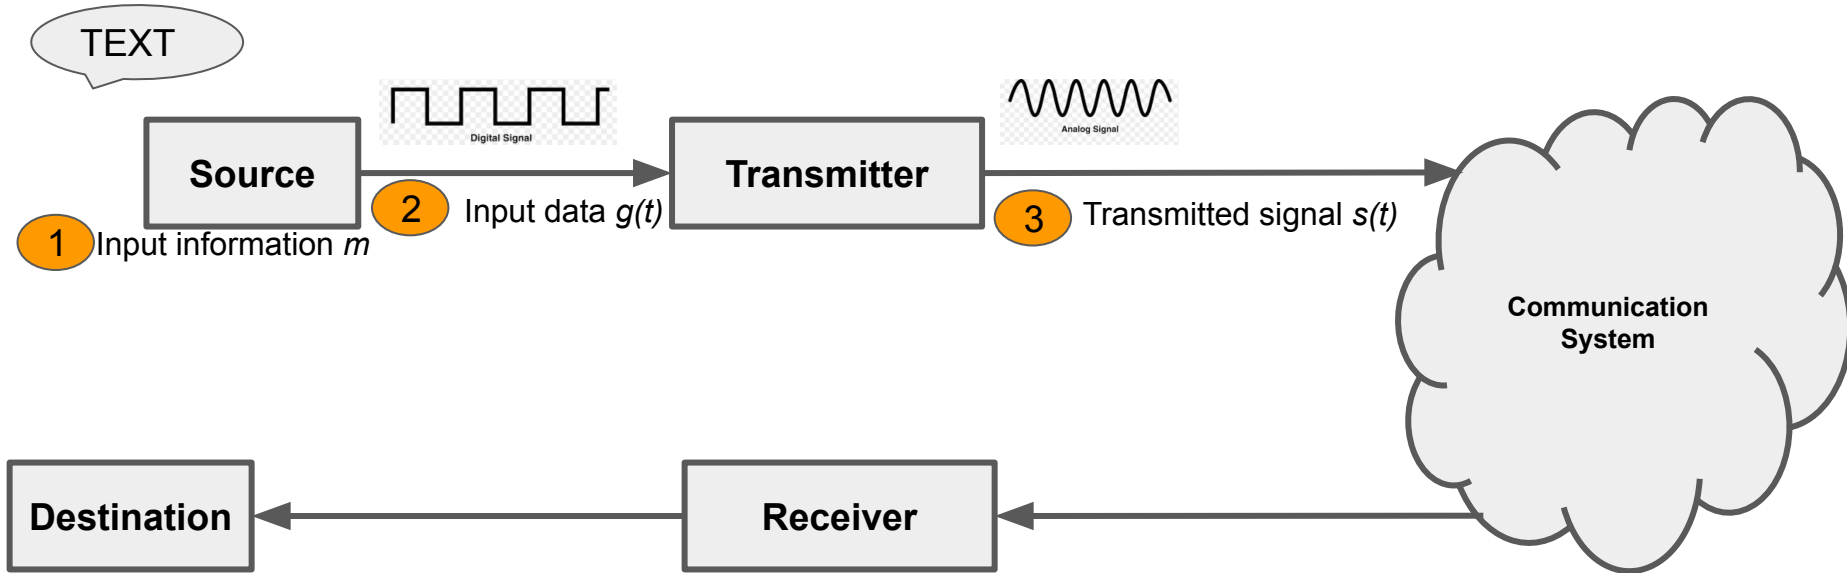 TEXT
Digital Signal
Analog Signal
Source
Transmitter
2 Input data g(t)
3 Transmitted signal s(t)
1 Input information m
Communication
System
Destination
Receiver